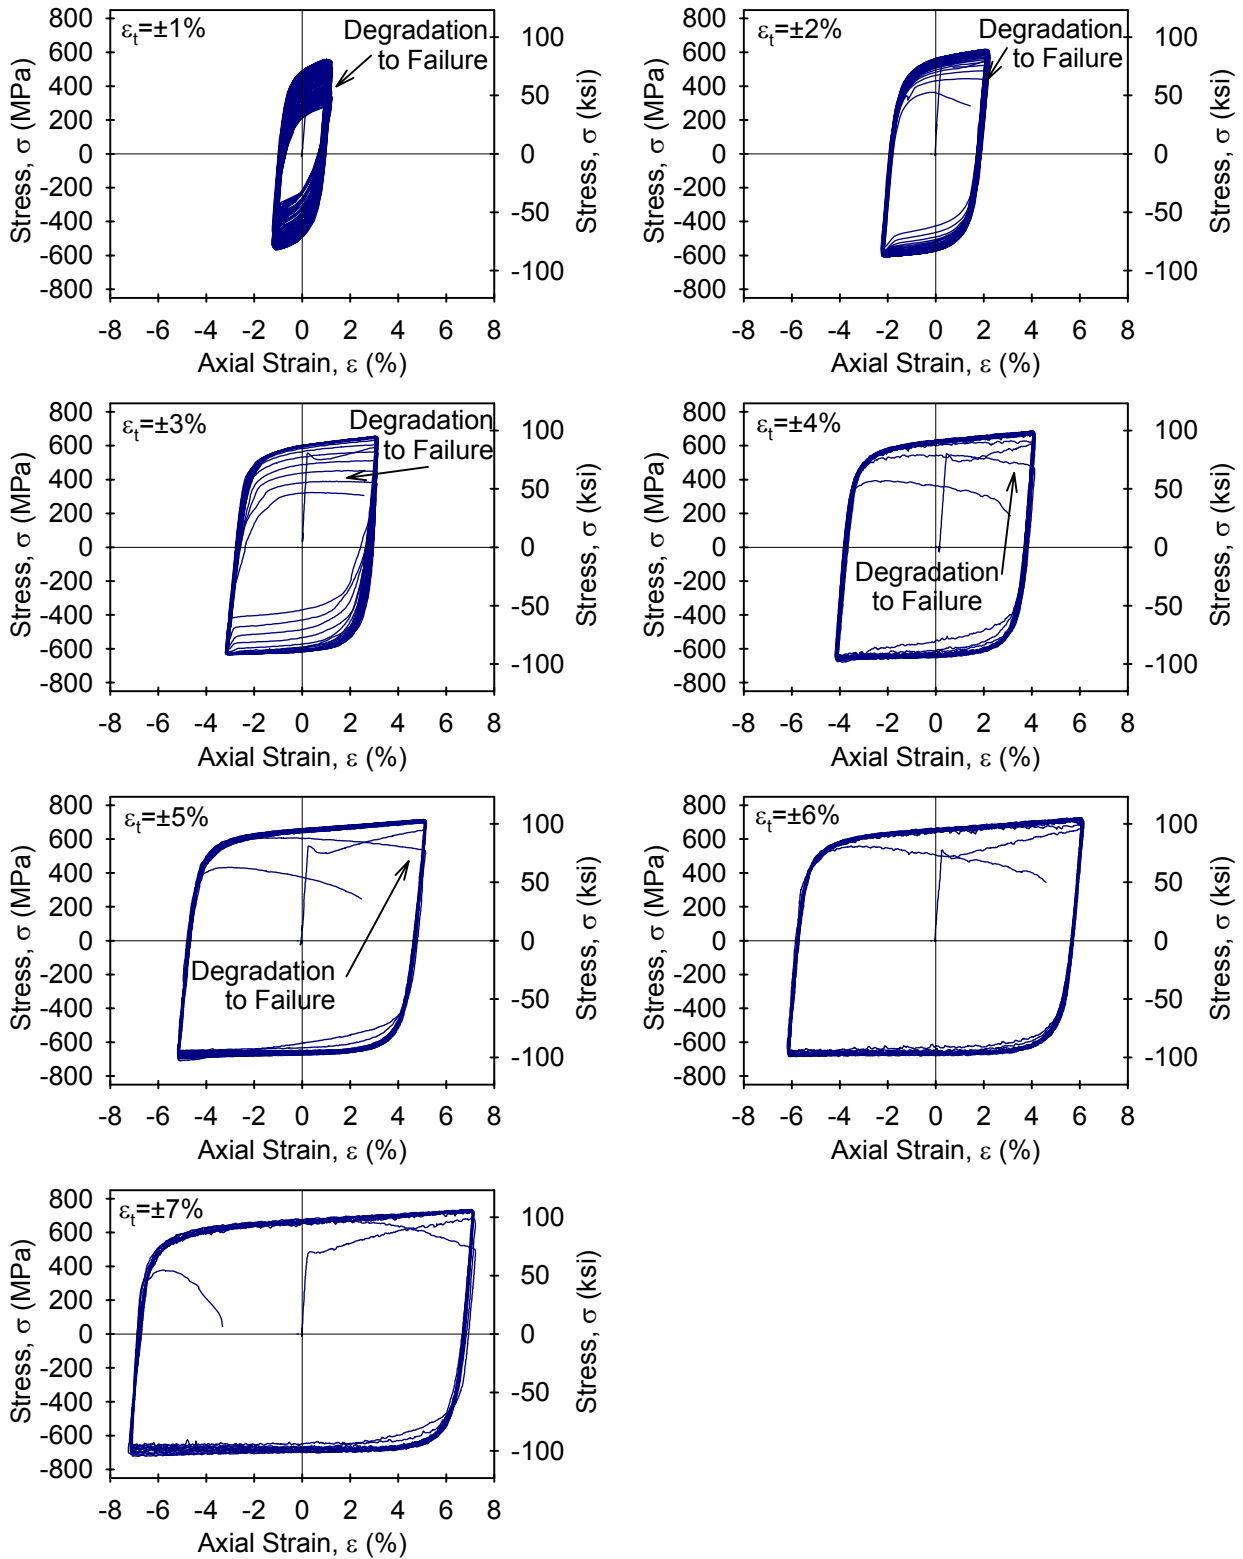 εt=±1%
Degradation
to Failure
800
600
400
200
0
-200
-400
-600
-800
Stress, σ (MPa)
100
50
0
-50
-100
Stress, σ (ksi)
-8 -6 -4 -2 0 2 4 6 8
Axial Strain, ε (%)
εt=±2%
Degradation
to Failure
800
600
400
200
0
-200
-400
-600
-800
Stress, σ (MPa)
100
50
0
-50
-100
Stress, σ (ksi)
-8 -6 -4 -2 0 2 4 6 8
Axial Strain, ε (%)
εt=±3%
Degradation
to Failure
800
600
400
200
0
-200
-400
-600
-800
Stress, σ (MPa)
100
50
0
-50
-100
Stress, σ (ksi)
-8 -6 -4 -2 0 2 4 6 8
Axial Strain, ε (%)
εt=±4%
Degradation
to Failure
800
600
400
200
0
-200
-400
-600
-800
Stress, σ (MPa)
100
50
0
-50
-100
Stress, σ (ksi)
-8 -6 -4 -2 0 2 4 6 8
Axial Strain, ε (%)
εt=±5%
Degradation
to Failure
800
600
400
200
0
-200
-400
-600
-800
Stress, σ (MPa)
100
50
0
-50
-100
Stress, σ (ksi)
-8 -6 -4 -2 0 2 4 6 8
Axial Strain, ε (%)
εt=±6%
800
600
400
200
0
-200
-400
-600
-800
Stress, σ (MPa)
100
50
0
-50
-100
Stress, σ (ksi)
-8 -6 -4 -2 0 2 4 6 8
Axial Strain, ε (%)
εt=±7%
800
600
400
200
0
-200
-400
-600
-800
Stress, σ (MPa)
100
50
0
-50
-100
Stress, σ (ksi)
-8 -6 -4 -2 0 2 4 6 8
Axial Strain, ε (%)